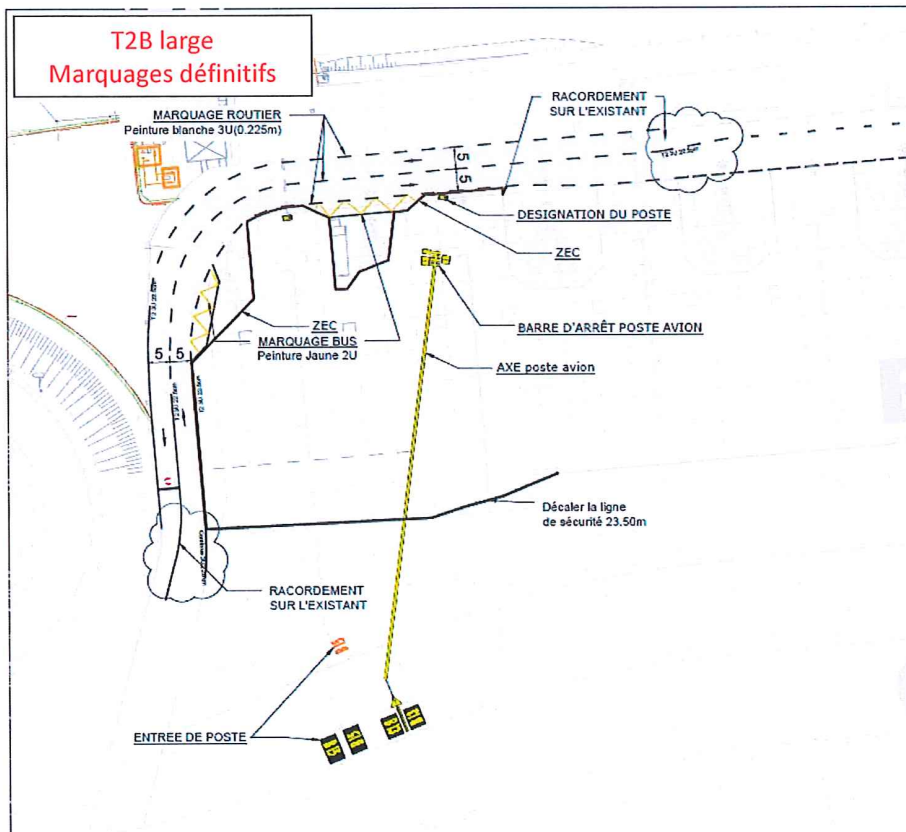 T2B large
Marquages définitifs
MARQUAGE ROUTIER
Peinture blanche 3U(0.225m)
RACORDEMENT
SUR L'EXISTANT
5
5
DESIGNATION DU POSTE
ZEC
BARRE D'ARRÊT POSTE AVION
ZEC
MARQUAGE BUS
Peinture Jaune 2U
AXE poste avion
5 5
Décaler la ligne
de sécurité 23.50m
RACORDEMENT
SUR L'EXISTANT
ENTREE DE POSTE